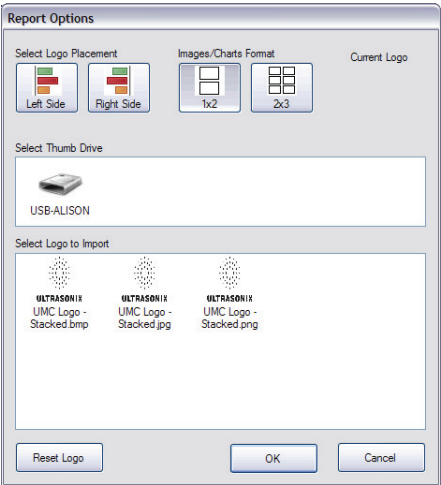 Report Options
Select Logo Placement
Images/Charts Format
Current Logo
Left Side
Right Side
1x2
2x3
Select Thumb Drive
USB-ALISON
Select Logo to Import
ULTRASONIX
ULTRASONIX
ULTRASONIX
UMC Logo -
Stacked.bmp
UMC Logo -
Stacked.jpg
UMC Logo -
Stacked.png
Reset Logo
OK
Cancel